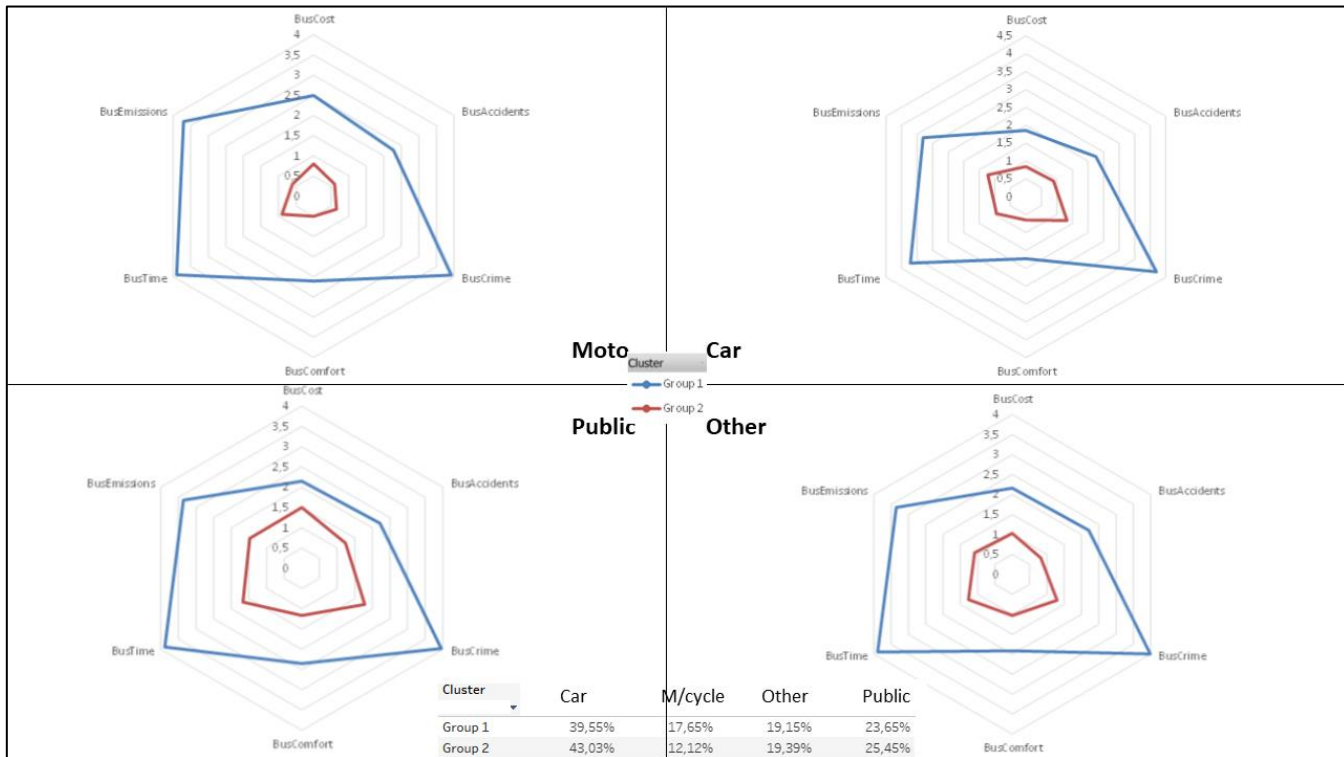 BusCost
4
3,5
3
2,5
2
1,5
1
0,5
0
BusEmissions
BusAccidents
BusTime
BusCrime
BusComfort
Moto
BusCost
4,5
4
3,5
3
2,5
2
1,5
1
0,5
0
BusEmissions
BusAccidents
BusTime
BusCrime
BusComfort
Car
Cluster
Group 1
Group 2
BusCost
4
3,5
3
2,5
2
1,5
1
0,5
0
BusEmissions
BusAccidents
BusTime
BusCrime
BusComfort
Public
BusCost
4
3,5
3
2,5
2
1,5
1
0,5
0
BusEmissions
BusAccidents
BusTime
BusCrime
BusComfort
Other
Cluster Car M/cycle Other Public
Group 1 39,55% 17,65% 19,15% 23,65%
Group 2 43,03% 12,12% 19,39% 25,45%